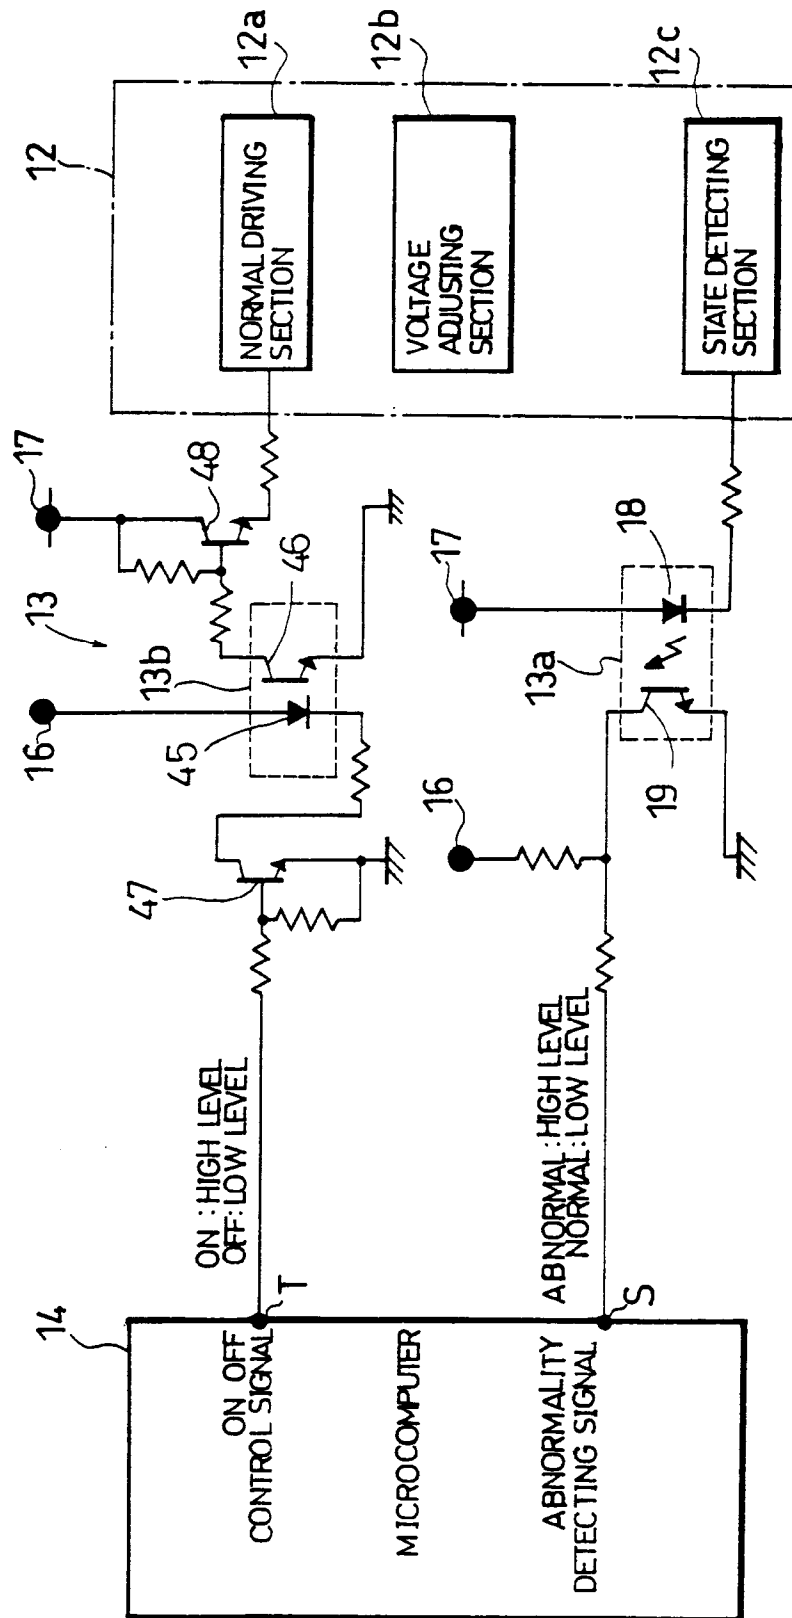 14
ON OFF
CONTROL SIGNAL
T
MICROCOMPUTER
ABNORMALITY
DETECTING SIGNAL
S
ON :HIGH LEVEL
OFF:LOW LEVEL
ABNORMAL:HIGH LEVEL
NORMAL:LOW LEVEL
47
16
45
13b
46
13
17
48
16
19
13a
18
17
12
NORMAL DRIVING
SECTION
12a
VOLTAGE
ADJUSTING
SECTION
12b
STATE DETECTING
SECTION
12c